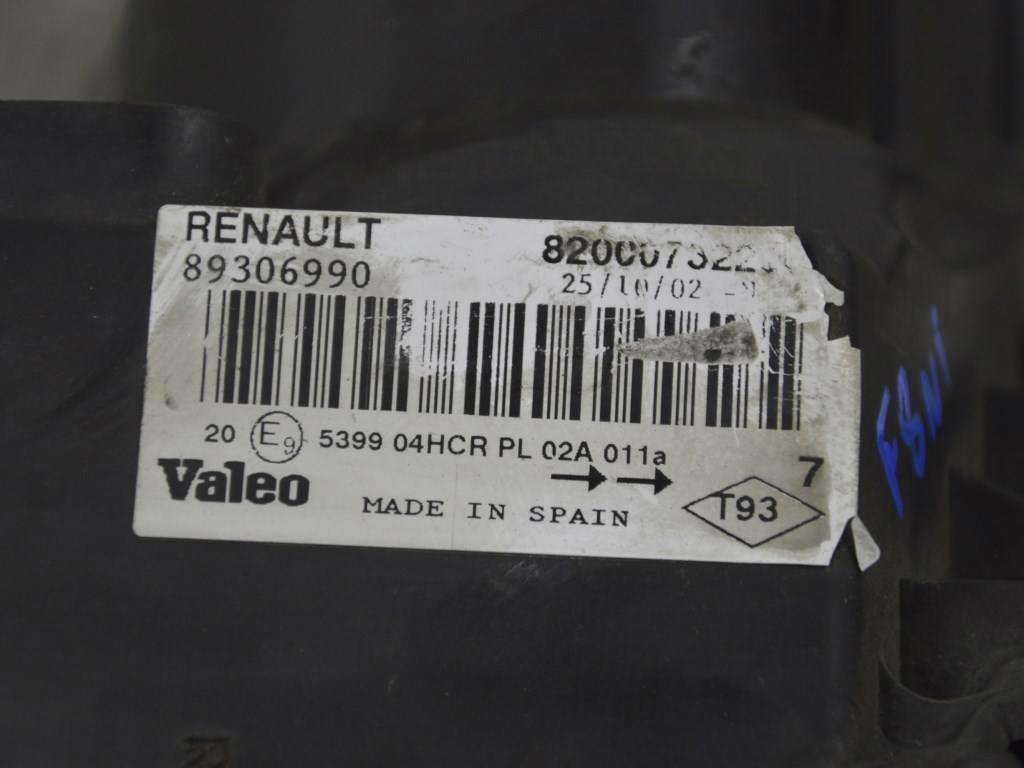 RENAULT
89306990
25/10/02
20 E9 5399 04HCR PL 02A 011a
7
Valeo
MADE IN SPAIN
T93